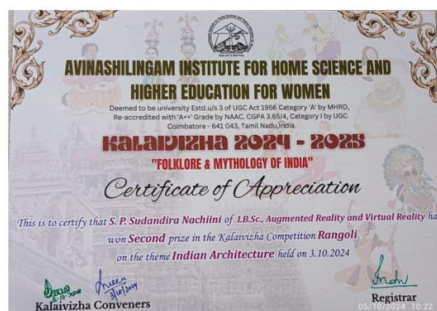 AVINASHILINGAM INSTITUTE FOR HOME SCIENCE AND
HIGHER EDUCATION FOR WOMEN
Deemed to be university Estd.u/s 3 of UGC Act 1956 Category 'A' by MHRD,
Re-accredited with 'A++' Grade by NAAC. CGPA 3.65/4, Category I by UGC
Coimbatore - 641 043, Tamil Nadu,India.
KALAIVIZHA 2024 - 2025
"FOLKLORE & MYTHOLOGY OF INDIA"
Certificate of Appreciation
This is to certify that S. P. Sudandira Nachiini of I.B.Sc., Augmented Reality and Virtual Reality ha
won Second prize in the Kalaivizha Competition Rangoli
on the theme Indian Architecture held on 3.10.2024
Kalaivizha Conveners
Registrar
05/10/2024 10:22